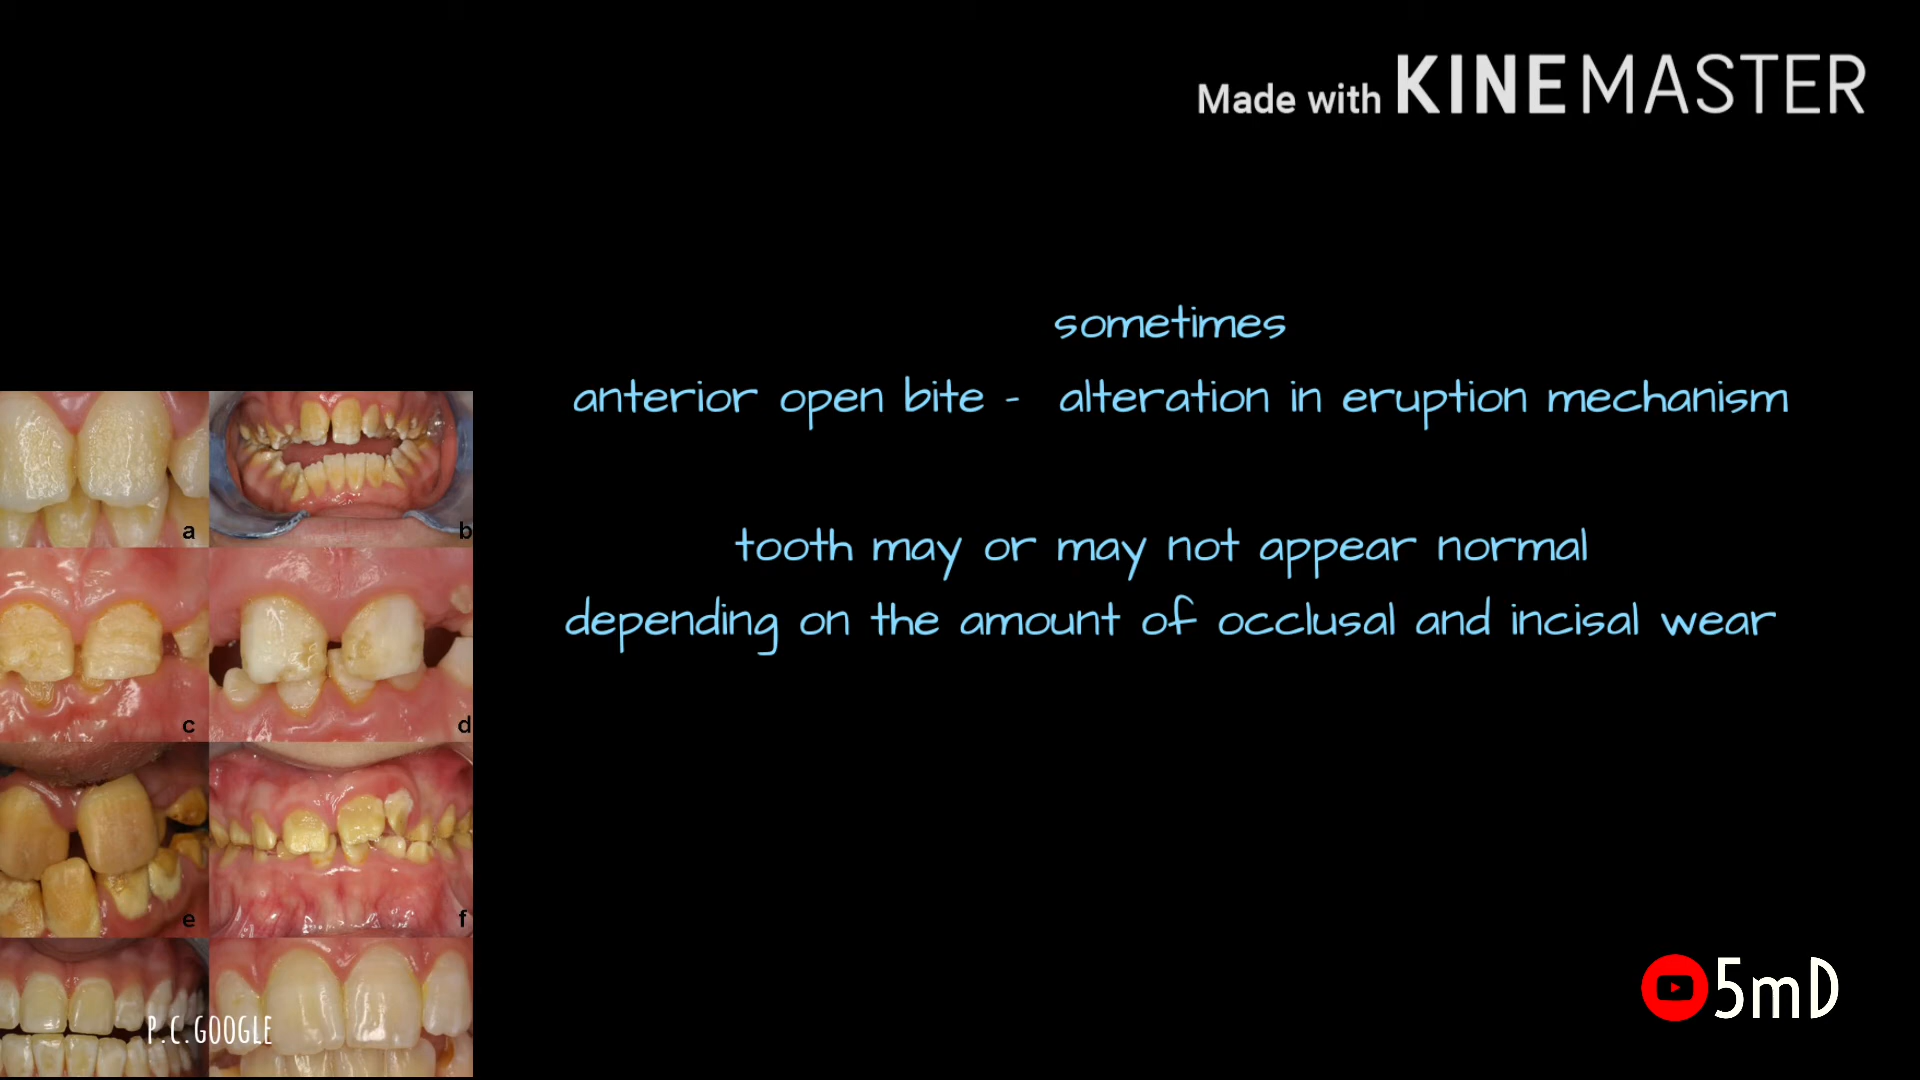 Made with KINEMASTER
sometimes
anterior open bite - alteration in eruption mechanism
tooth may or may not appear normal
depending on the amount of occlusal and incisal wear
a
b
c
d
e
f
P.C.GOOGLE
5mD